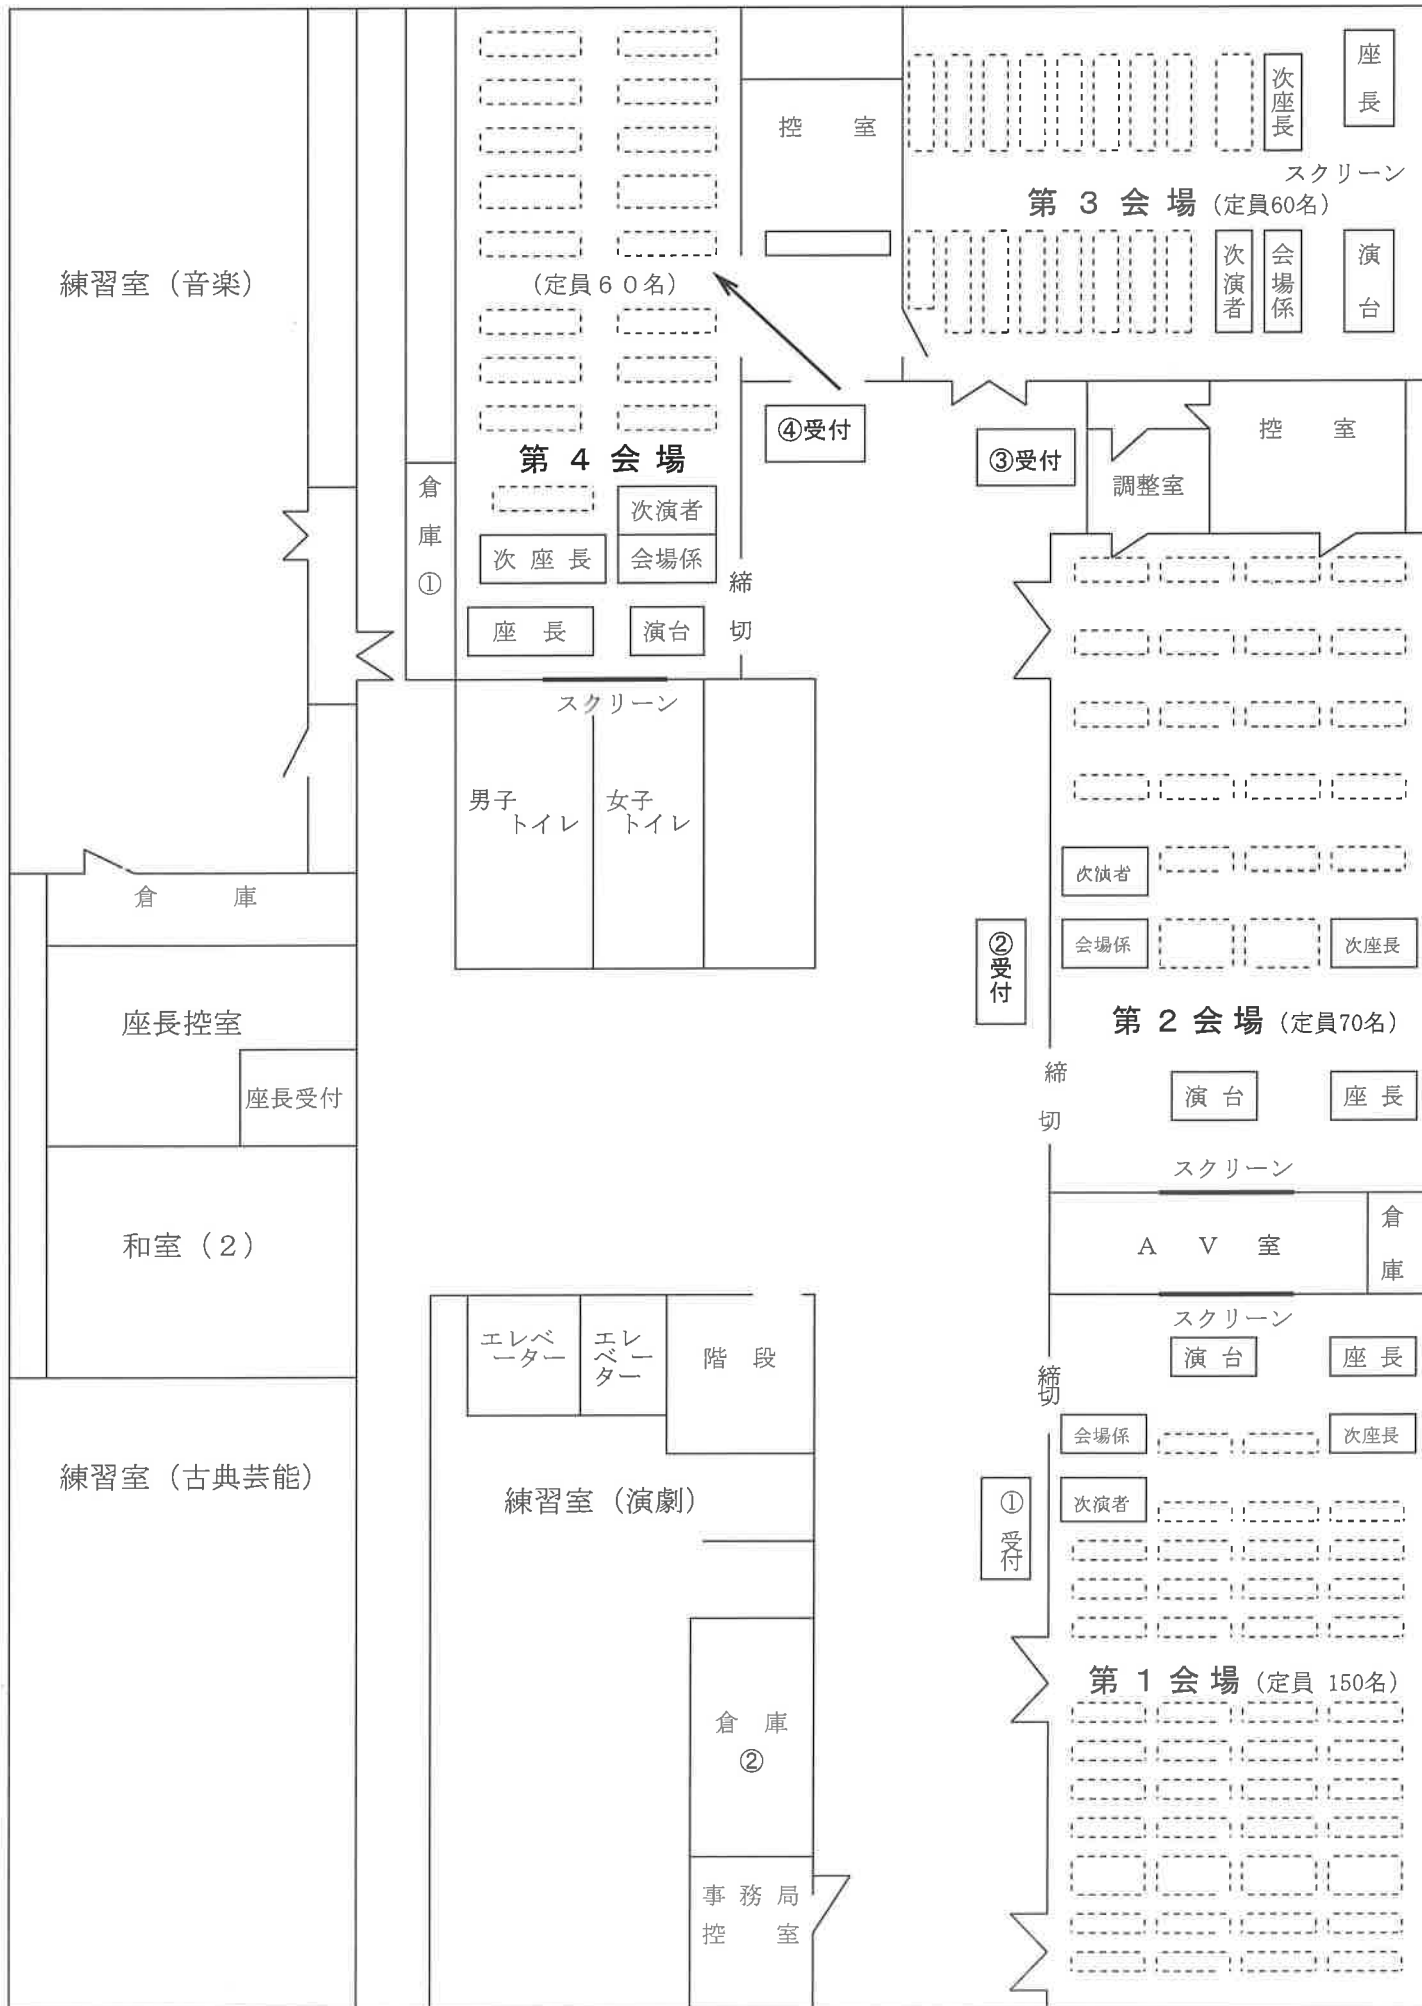 座長
次座長
控　室
スクリーン
第 ３ 会 場 (定員60名)
次演者
会場係
演台
練習室（音楽）
(定員６０名)
④受付
③受付
控　室
調整室
第 ４ 会 場
倉庫①
次演者
次 座 長
会場係
座　長
演台
締切
スクリーン
男子
トイレ
女子
トイレ
次演者
倉　庫
会場係
次座長
②受付
座長控室
第 ２ 会 場 (定員70名)
座長受付
締切
演 台
座 長
スクリーン
和室（２）
Ａ　Ｖ　室
倉庫
スクリーン
エレベ
ーター
エレ
ベー
ター
階　段
演 台
座 長
締切
会場係
次座長
練習室（古典芸能）
練習室（演劇）
①受付
次演者
第 １ 会 場 (定員 150名)
倉　庫
②
事 務 局
控　　室